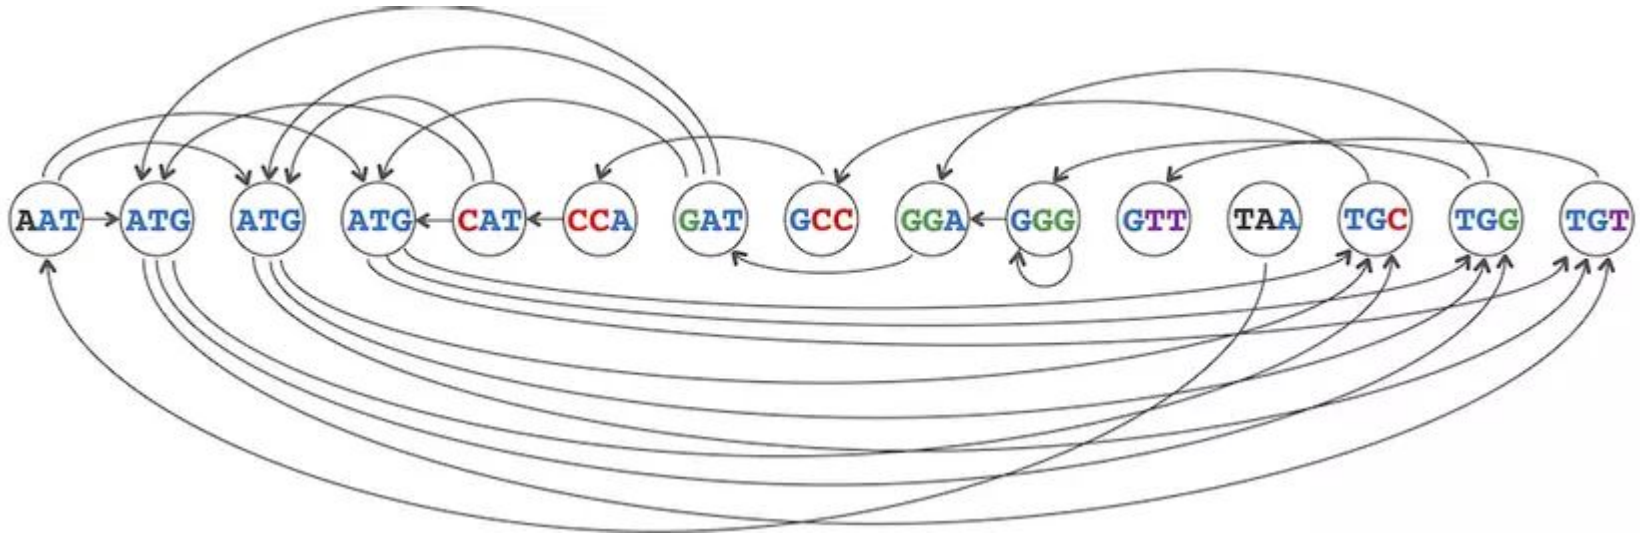 AAT ATG ATG ATG CAT CCA GAT GCC GGA GGG GTT TAA TGC TGG TGT